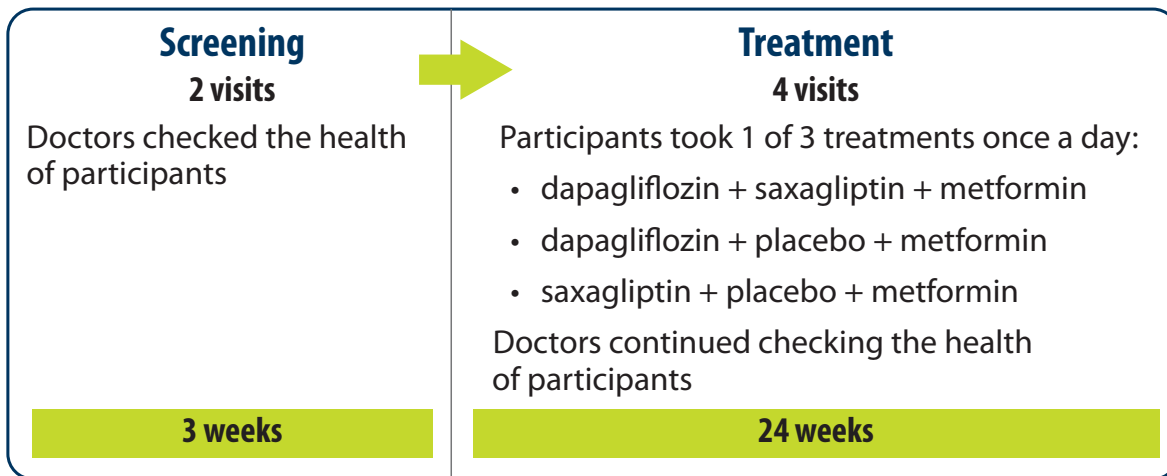 Screening
2 visits
Doctors checked the health
of participants
3 weeks
Treatment
4 visits
Participants took 1 of 3 treatments once a day:
• dapagliflozin + saxagliptin + metformin
• dapagliflozin + placebo + metformin
• saxagliptin + placebo + metformin
Doctors continued checking the health
of participants
24 weeks